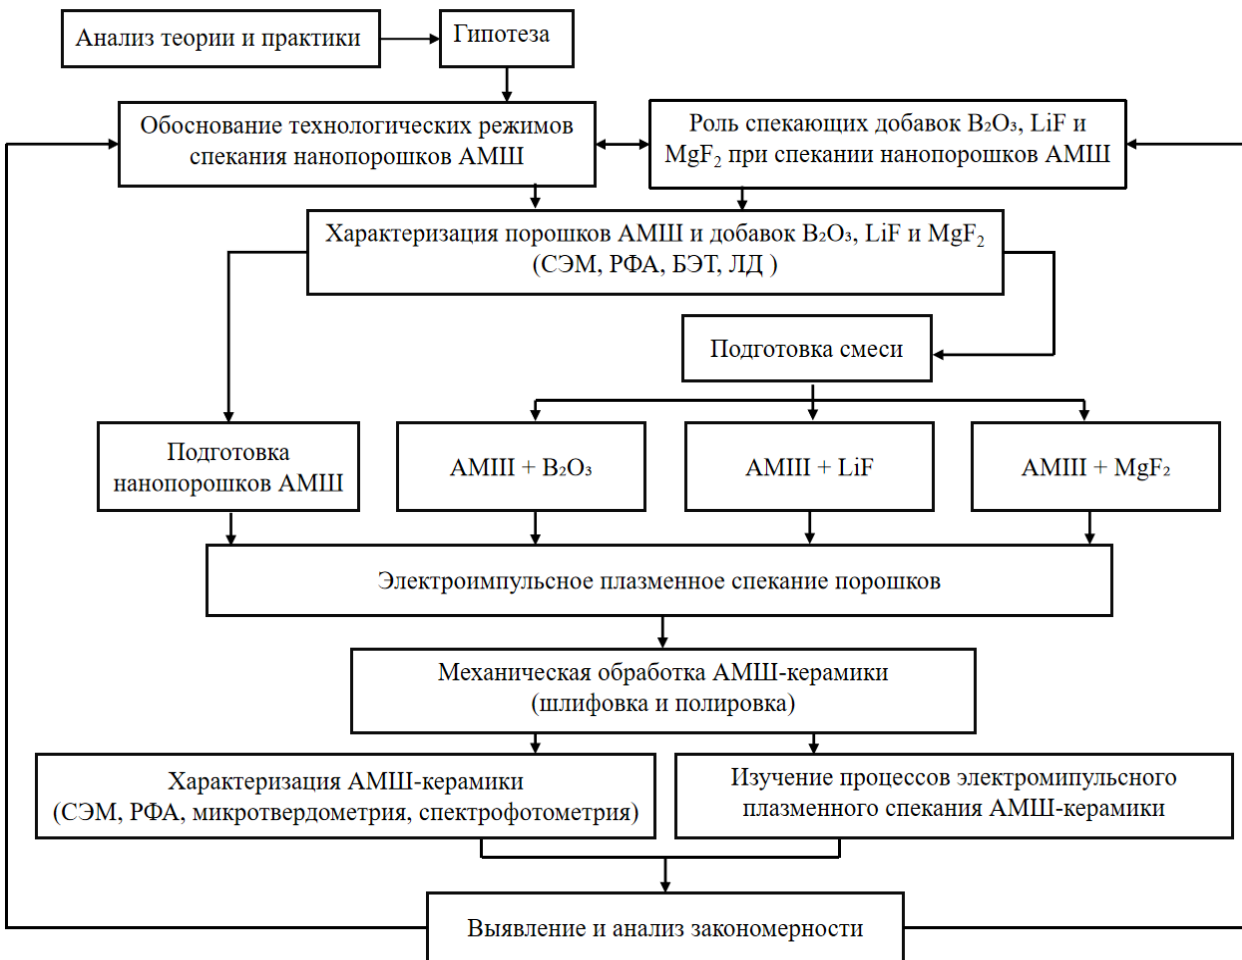 Анализ теории и практики
Гипотеза
Обоснование технологических режимов
спекания нанопорошков АМШ
Роль спекающих добавок B₂O₃, LiF и
MgF₂ при спекании нанопорошков АМШ
Характеризация порошков АМШ и добавок B₂O₃, LiF и MgF₂
(СЭМ, РФА, БЭТ, ЛД )
Подготовка смеси
Подготовка
нанопорошков АМШ
АМШ + B₂O₃
АМШ + LiF
АМШ + MgF₂
Электроимпульсное плазменное спекание порошков
Механическая обработка АМШ-керамики
(шлифовка и полировка)
Характеризация АМШ-керамики
(СЭМ, РФА, микротвердометрия, спектрофотометрия)
Изучение процессов электромипульсного
плазменного спекания АМШ-керамики
Выявление и анализ закономерности